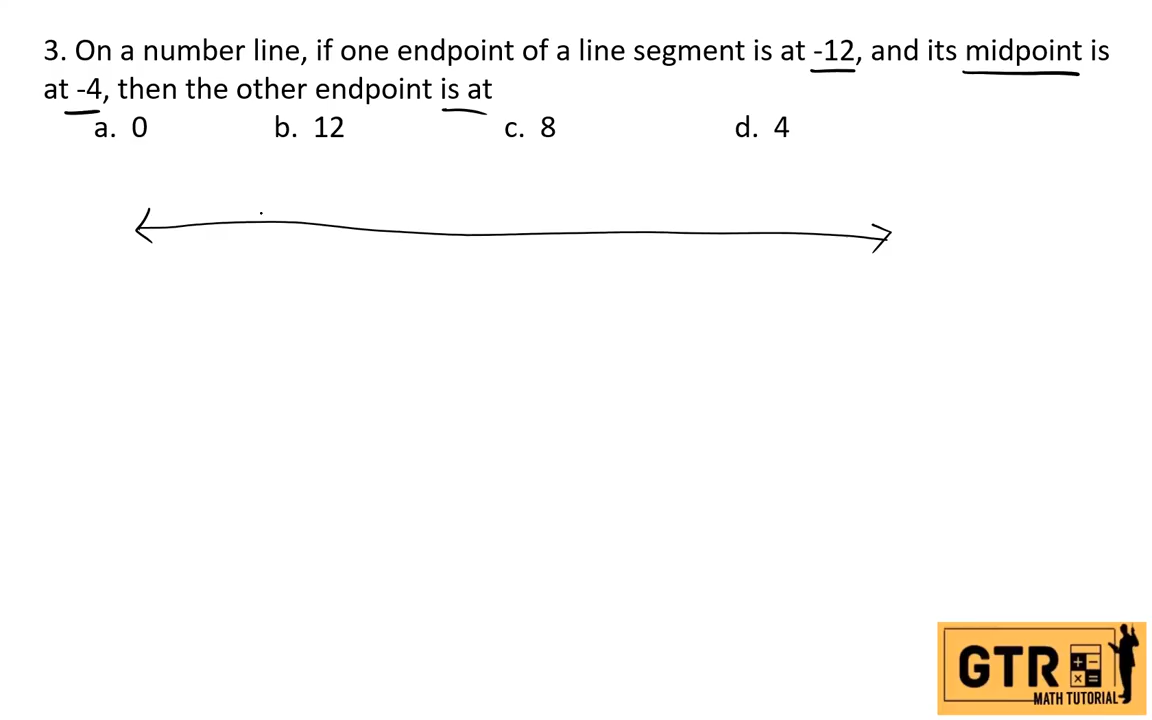 3. On a number line, if one endpoint of a line segment is at -12, and its midpoint is
at -4, then the other endpoint is at
a. 0 b. 12 c. 8 d. 4
GTR
+ −
× =
MATH TUTORIAL